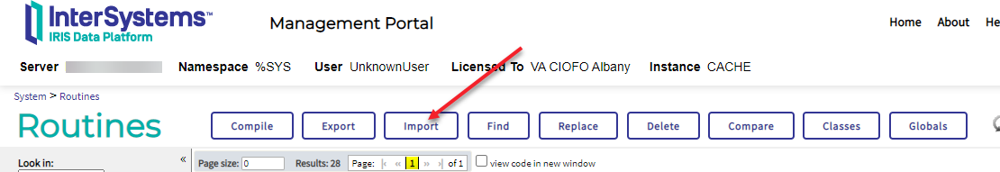 InterSystems™
IRIS Data Platform
Management Portal
Home About He
Server Namespace %SYS User UnknownUser Licensed To VA CIOFO Albany Instance CACHE
System > Routines
Routines Compile Export Import Find Replace Delete Compare Classes Globals
Look in: « Page size: 0 Results: 28 Page: |« «« 1 »» »| of 1 view code in new window